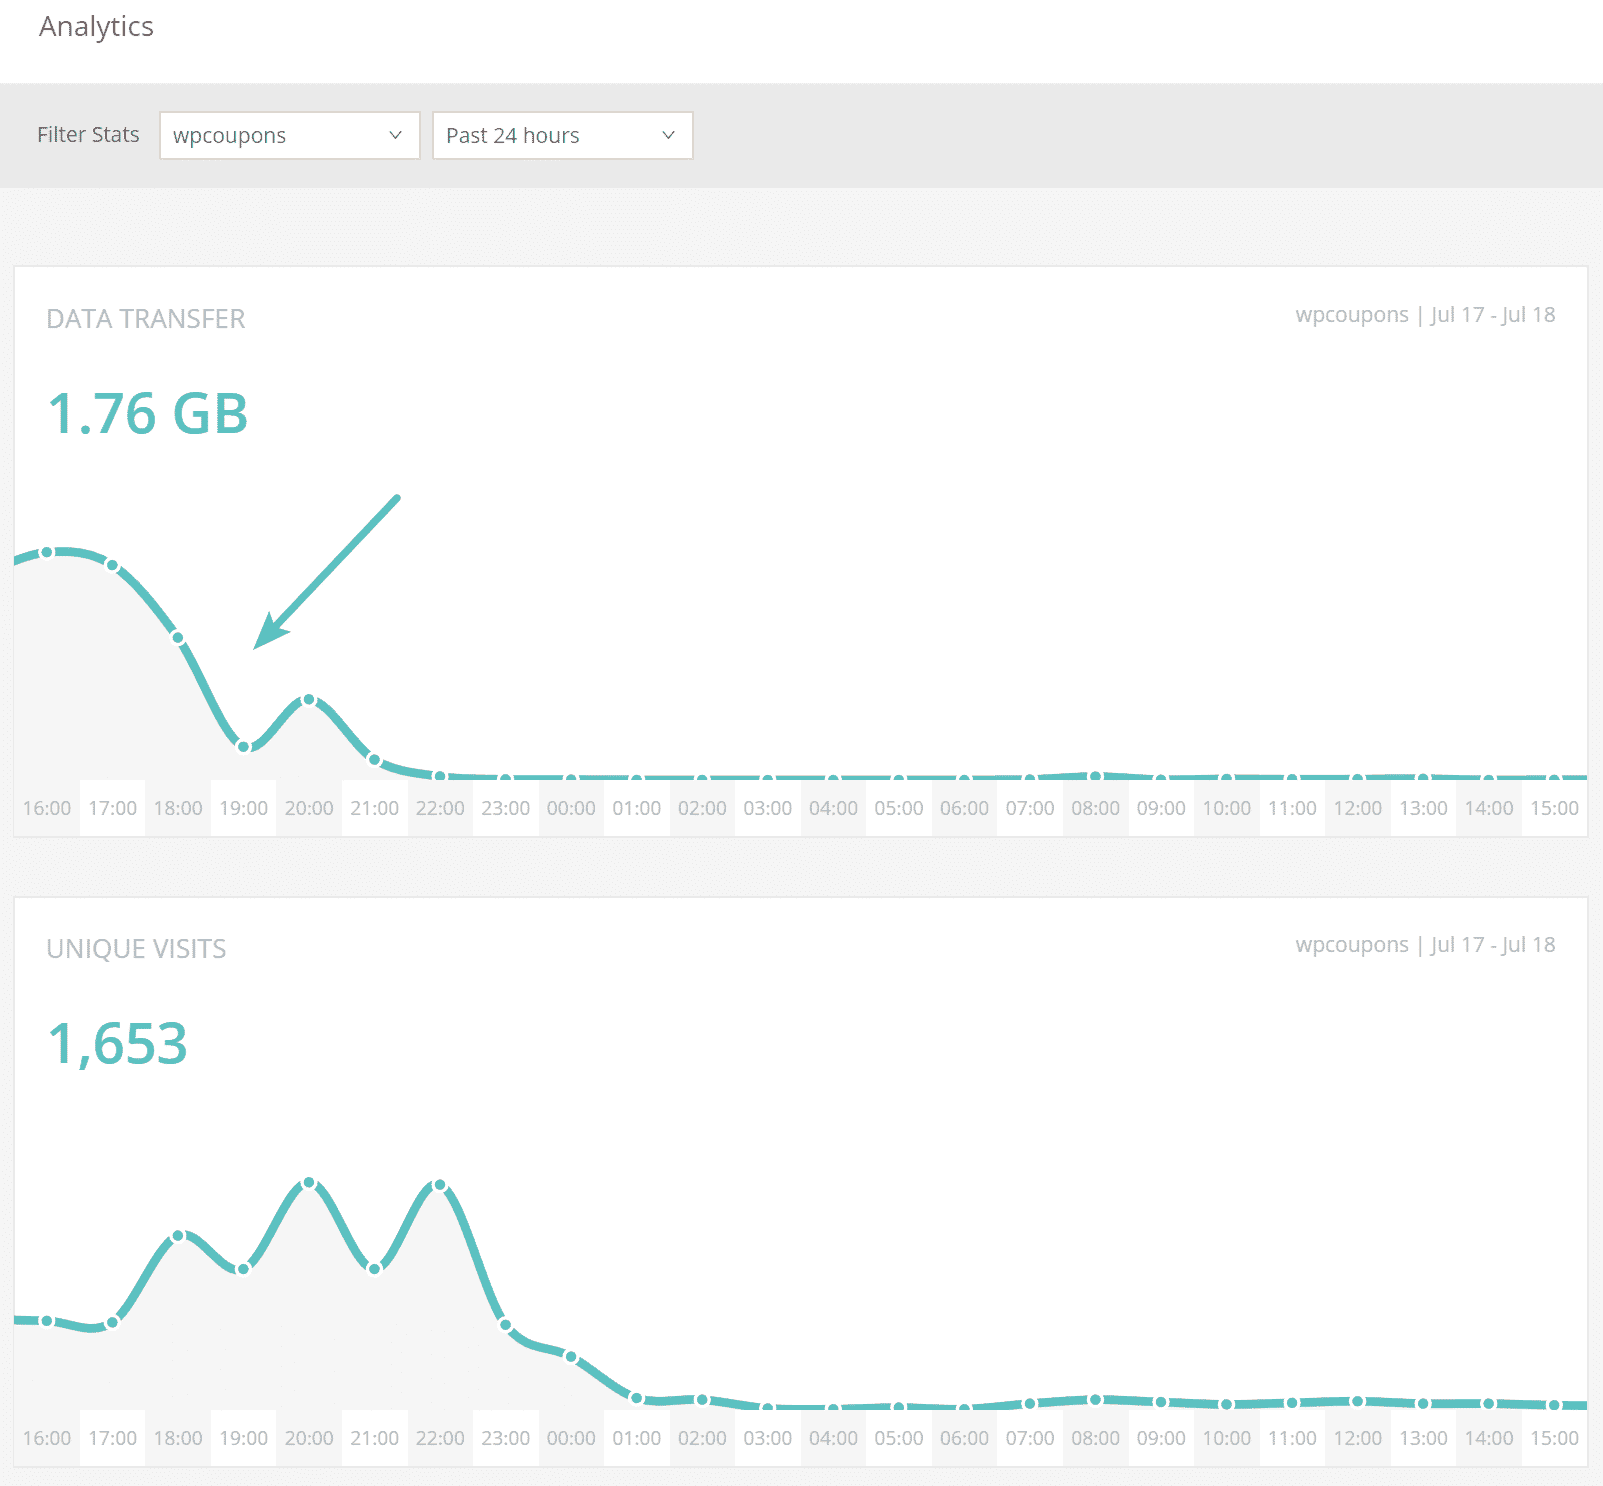 Analytics
Filter Stats wpcoupons Past 24 hours
DATA TRANSFER wpcoupons | Jul 17 - Jul 18
1.76 GB
16:00 17:00 18:00 19:00 20:00 21:00 22:00 23:00 00:00 01:00 02:00 03:00 04:00 05:00 06:00 07:00 08:00 09:00 10:00 11:00 12:00 13:00 14:00 15:00
UNIQUE VISITS wpcoupons | Jul 17 - Jul 18
1,653
16:00 17:00 18:00 19:00 20:00 21:00 22:00 23:00 00:00 01:00 02:00 03:00 04:00 05:00 06:00 07:00 08:00 09:00 10:00 11:00 12:00 13:00 14:00 15:00